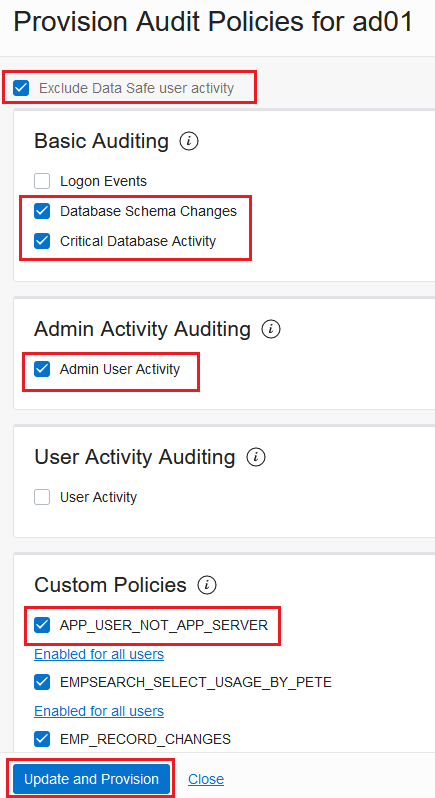 Provision Audit Policies for ad01
Exclude Data Safe user activity
Basic Auditing i
Logon Events
Database Schema Changes
Critical Database Activity
Admin Activity Auditing i
Admin User Activity
User Activity Auditing i
User Activity
Custom Policies i
APP_USER_NOT_APP_SERVER
Enabled for all users
EMPSEARCH_SELECT_USAGE_BY_PETE
Enabled for all users
EMP_RECORD_CHANGES
Update and Provision Close